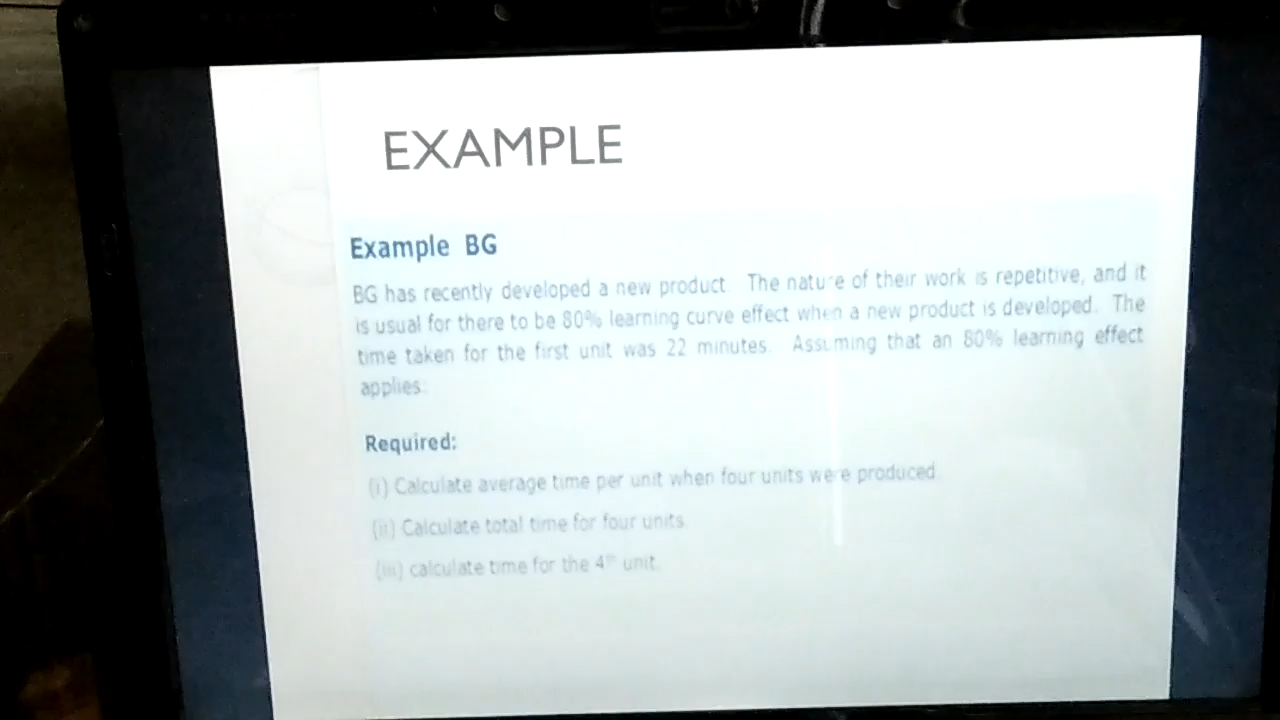 EXAMPLE
Example BG
BG has recently developed a new product. The nature of their work is repetitive, and it
is usual for there to be 80% learning curve effect when a new product is developed. The
time taken for the first unit was 22 minutes. Assuming that an 80% learning effect
applies:
Required:
(i) Calculate average time per unit when four units were produced.
(ii) Calculate total time for four units.
(iii) calculate time for the 4th unit.